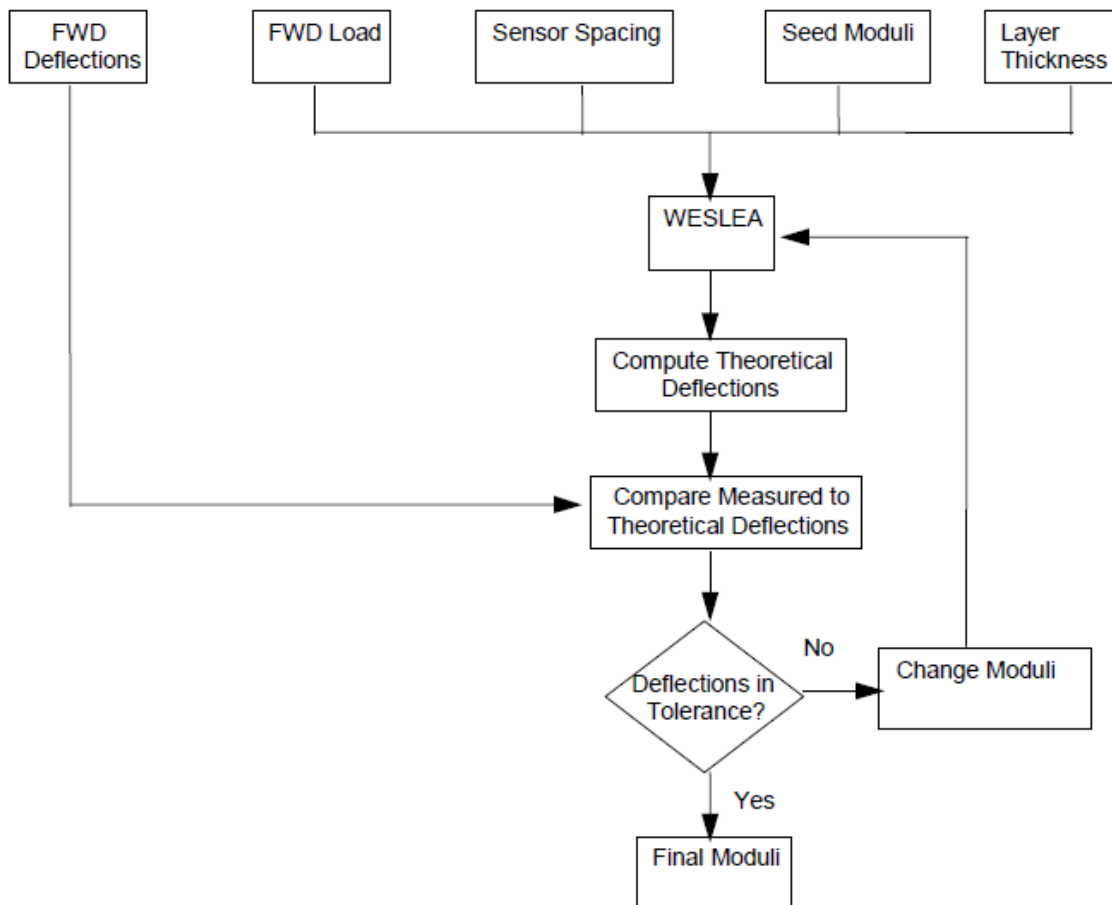 FWD
Deflections
FWD Load
Sensor Spacing
Seed Moduli
Layer
Thickness
WESLEA
Compute Theoretical
Deflections
Compare Measured to
Theoretical Deflections
Deflections in
Tolerance?
No
Change Moduli
Yes
Final Moduli